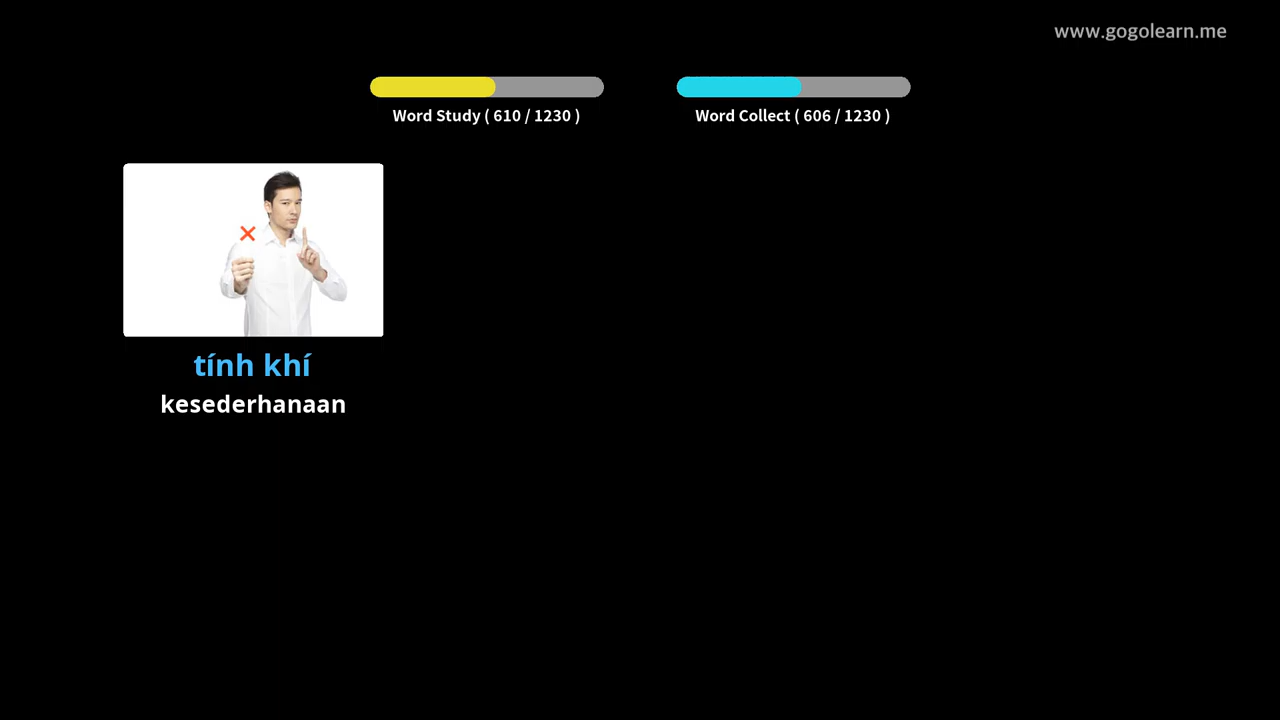 www.gogolearn.me
Word Study ( 610 / 1230 )
Word Collect ( 606 / 1230 )
tính khí
kesederhanaan